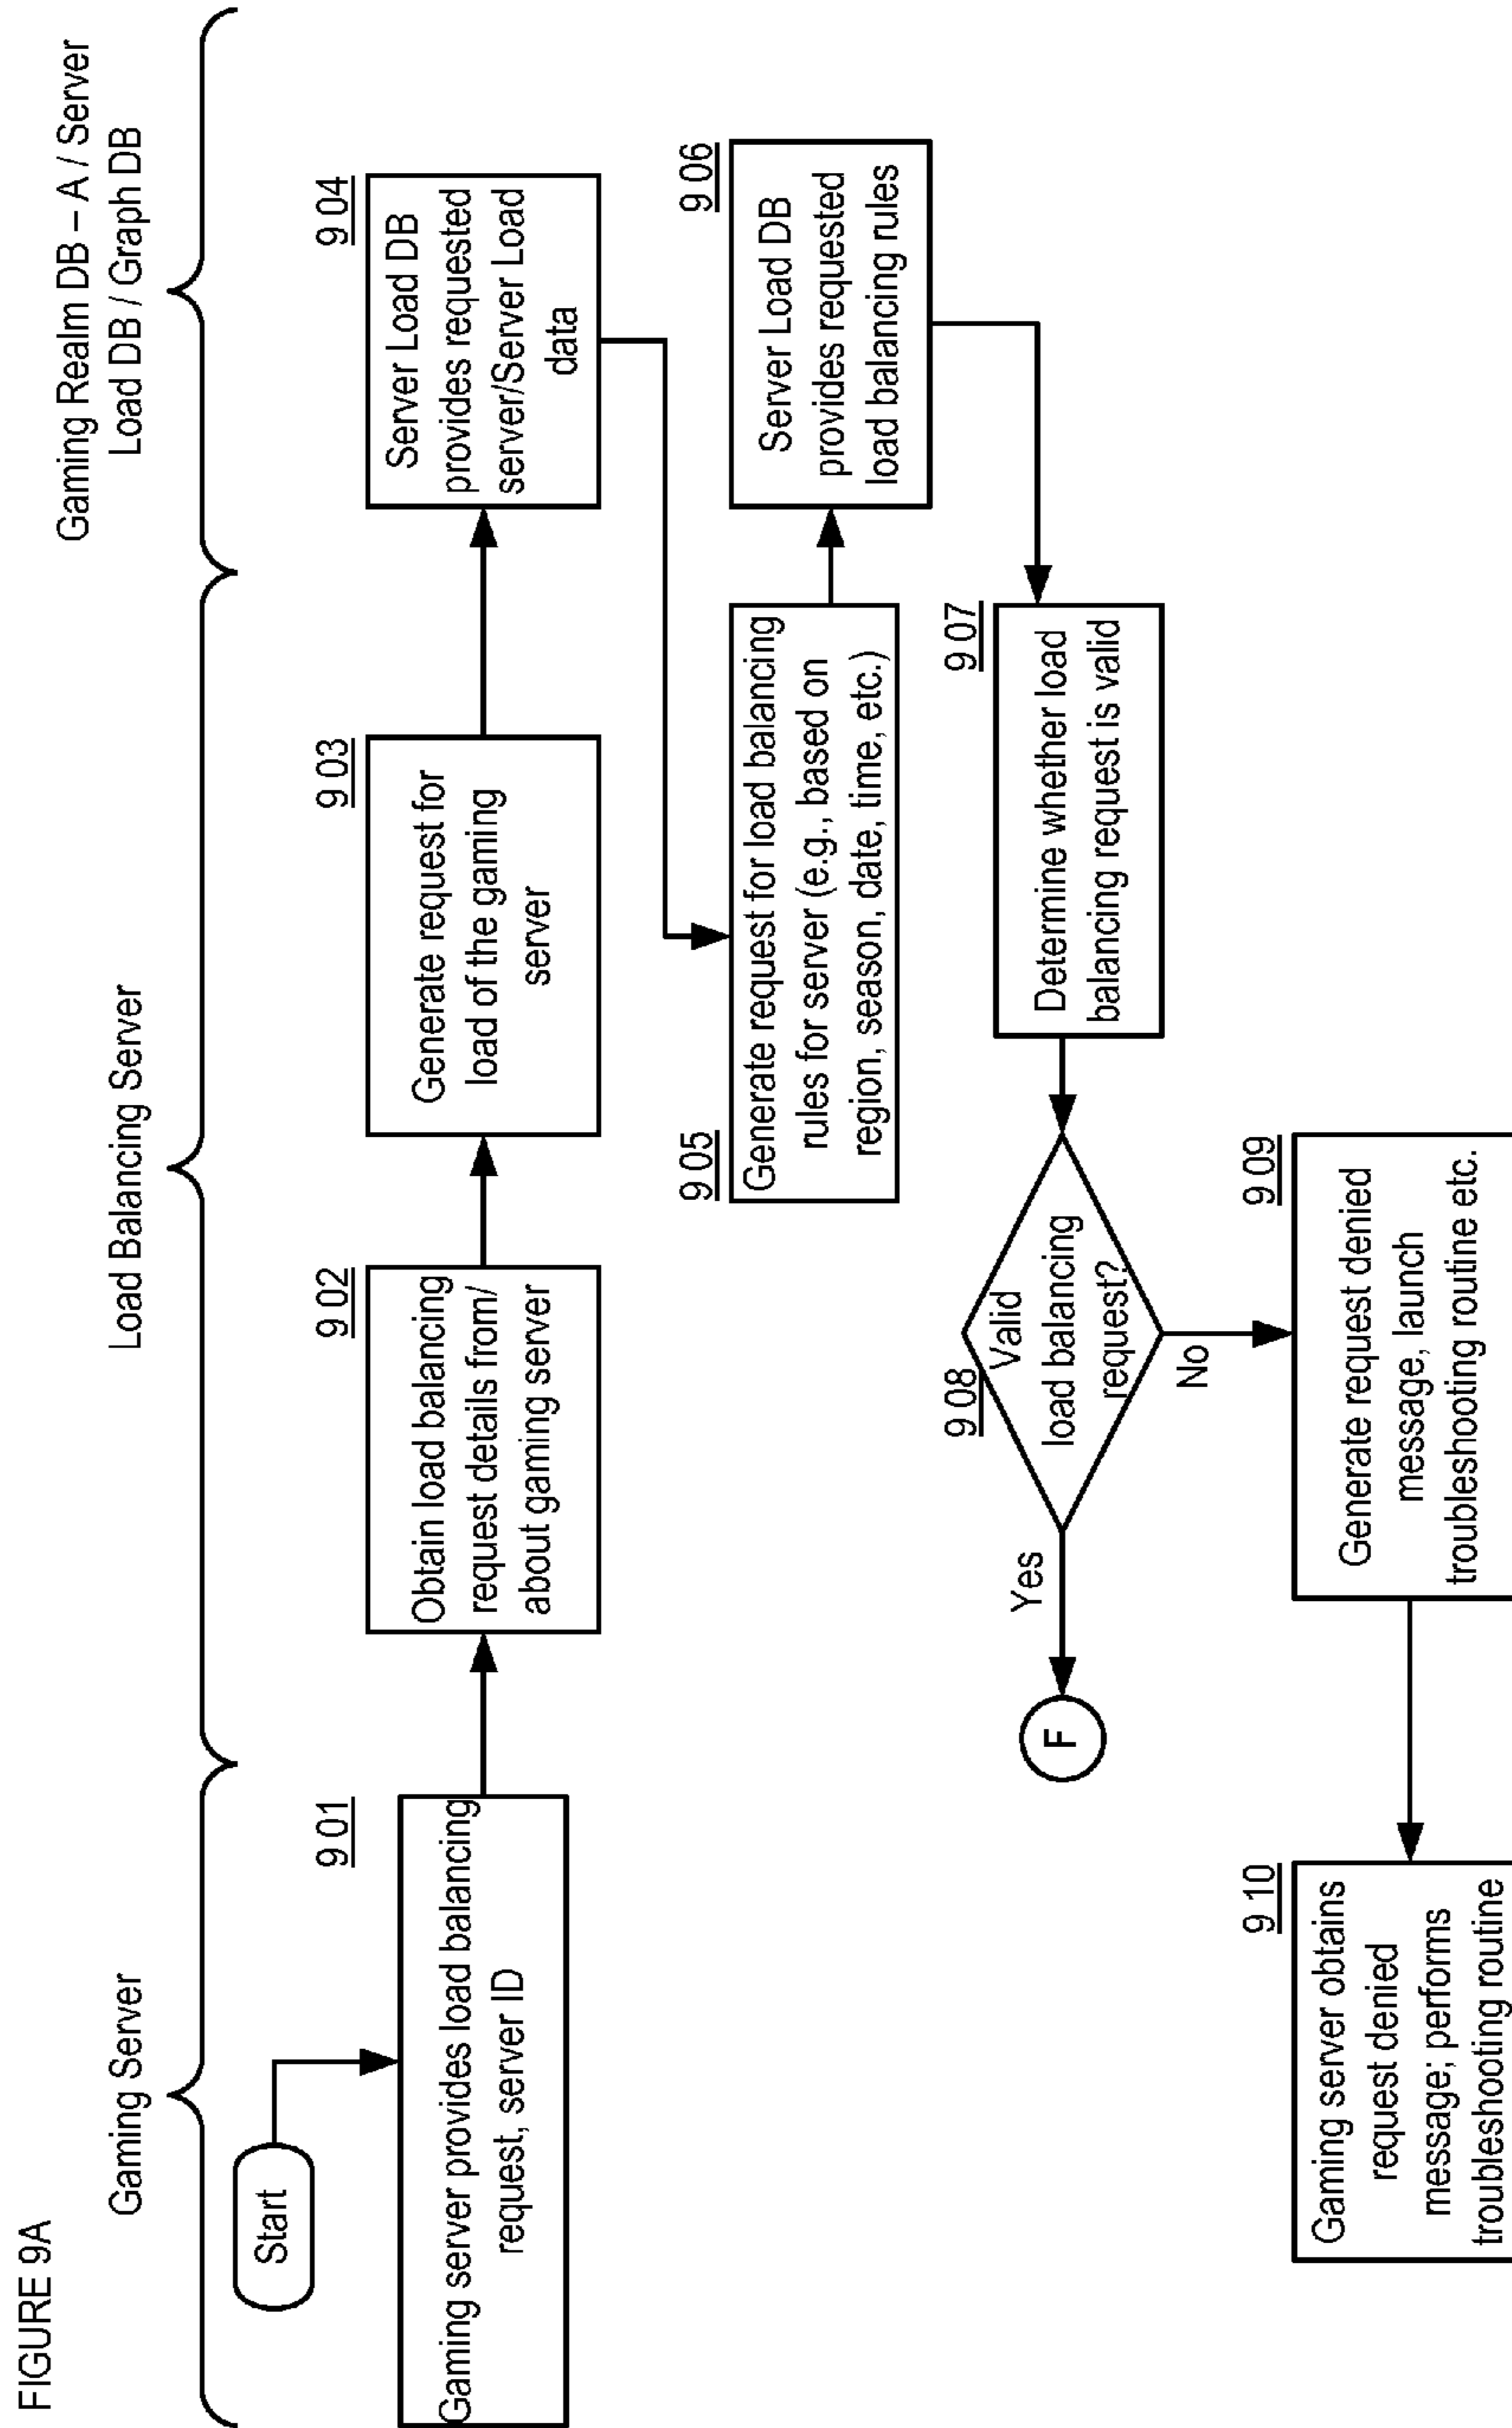 FIGURE 9A
Gaming Server
Load Balancing Server
Gaming Realm DB – A / Server
Load DB / Graph DB
Start
9 01
Gaming server provides load balancing
request, server ID
9 02
Obtain load balancing
request details from/
about gaming server
9 03
Generate request for
load of the gaming
server
9 04
Server Load DB
provides requested
server/Server Load
data
9 05
Generate request for load balancing
rules for server (e.g., based on
region, season, date, time, etc.)
9 06
Server Load DB
provides requested
load balancing rules
9 07
Determine whether load
balancing request is valid
9 08
Valid
load balancing
request?
Yes
F
No
9 09
Generate request denied
message, launch
troubleshooting routine etc.
9 10
Gaming server obtains
request denied
message; performs
troubleshooting routine